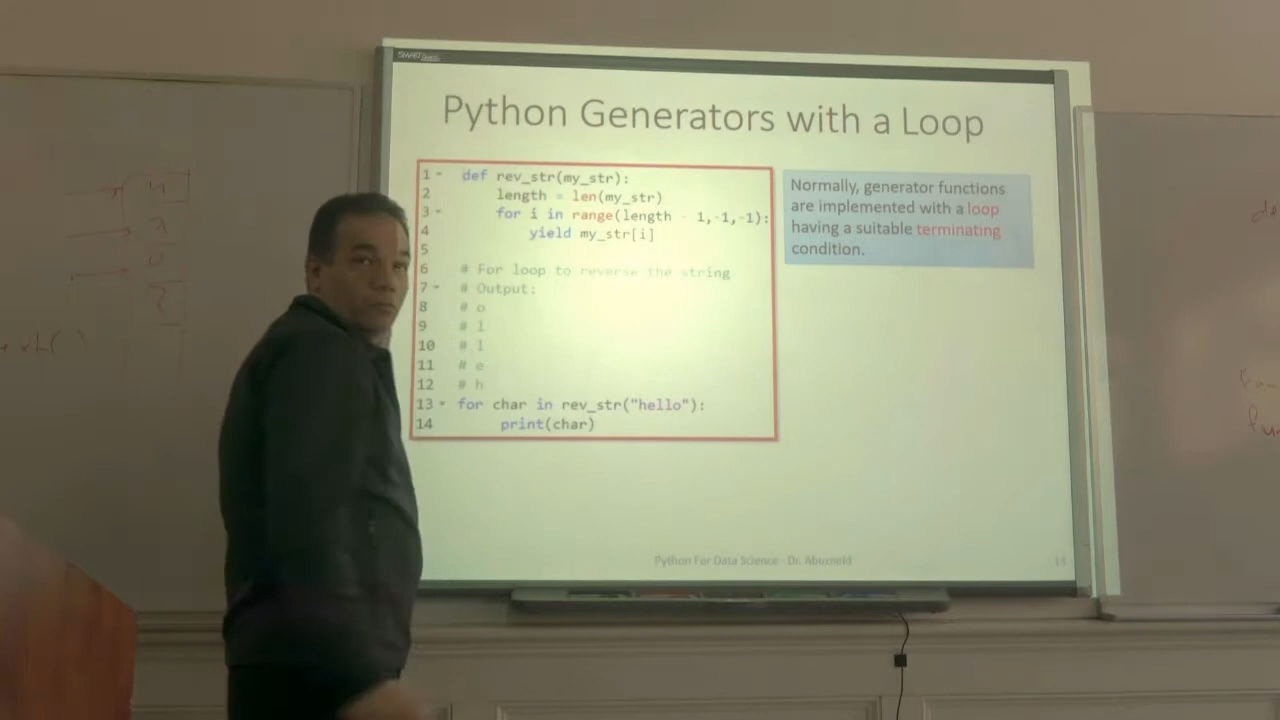 SMART Board
Python Generators with a Loop
1 def rev_str(my_str):
2 length = len(my_str)
3 for i in range(length - 1,-1,-1):
4 yield my_str[i]
5
6 # For loop to reverse the string
7 # Output:
8 # o
9 # l
10 # l
11 # e
12 # h
13 for char in rev_str("hello"):
14 print(char)
Normally, generator functions
are implemented with a loop
having a suitable terminating
condition.
Python For Data Science - Dr.